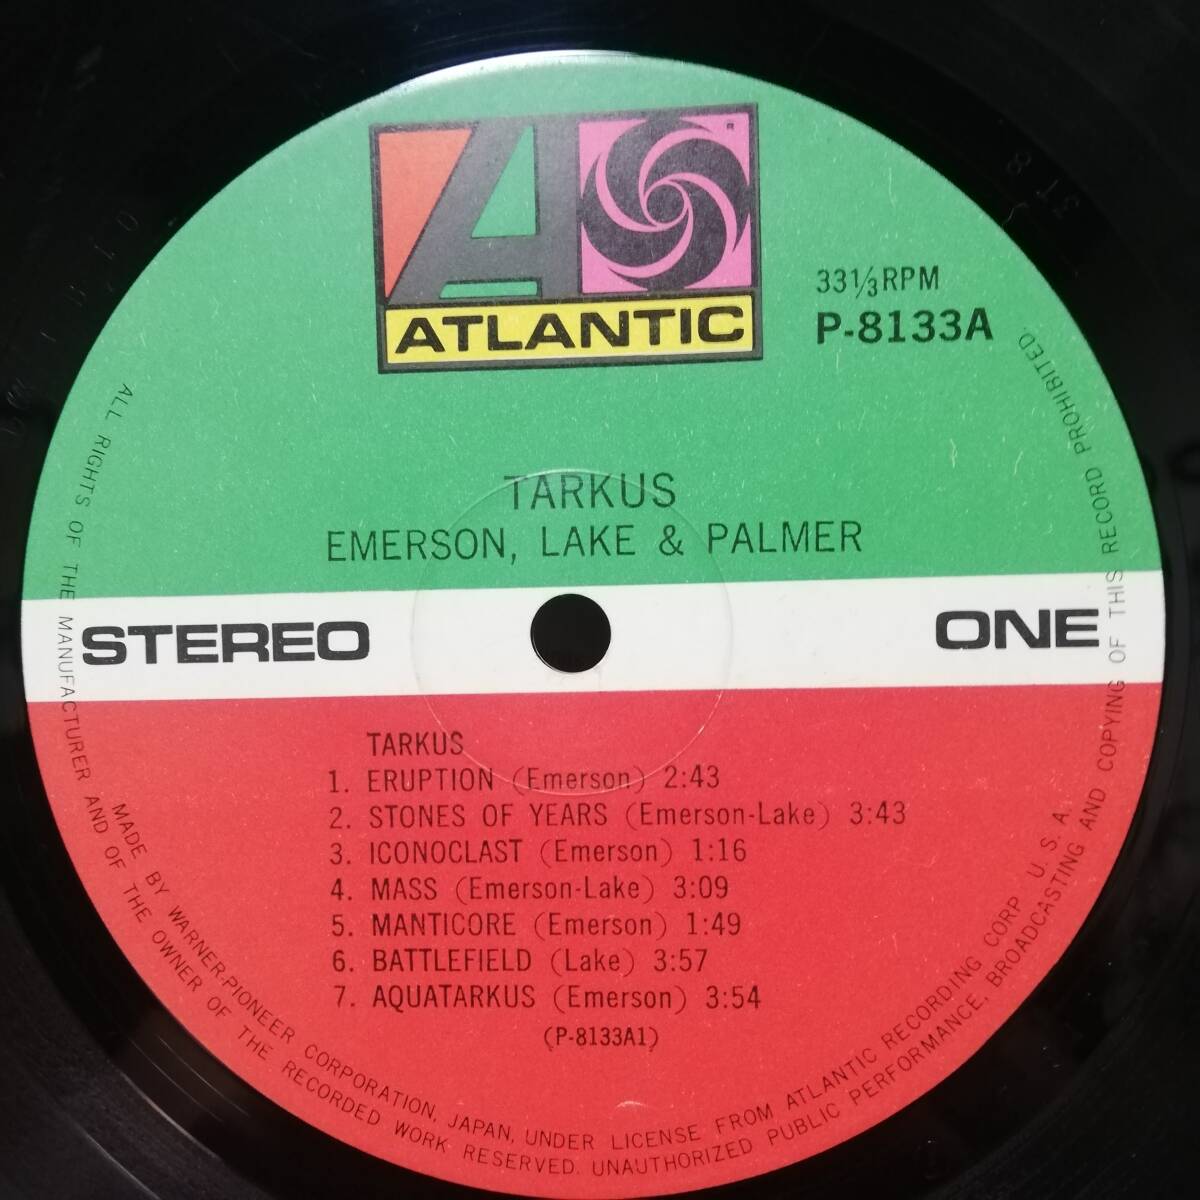 ATLANTIC
33⅓ RPM
P-8133A
TARKUS
EMERSON, LAKE & PALMER
STEREO
ONE
TARKUS
1. ERUPTION (Emerson) 2:43
2. STONES OF YEARS (Emerson-Lake) 3:43
3. ICONOCLAST (Emerson) 1:16
4. MASS (Emerson-Lake) 3:09
5. MANTICORE (Emerson) 1:49
6. BATTLEFIELD (Lake) 3:57
7. AQUATARKUS (Emerson) 3:54
(P-8133A1)
MADE BY WARNER-PIONEER CORPORATION, JAPAN, UNDER LICENSE FROM ATLANTIC RECORDING CORP U. S. A.
ALL RIGHTS OF THE MANUFACTURER AND OF THE OWNER OF THE RECORDED WORK RESERVED. UNAUTHORIZED PUBLIC PERFORMANCE, BROADCASTING AND COPYING OF THIS RECORD PROHIBITED.